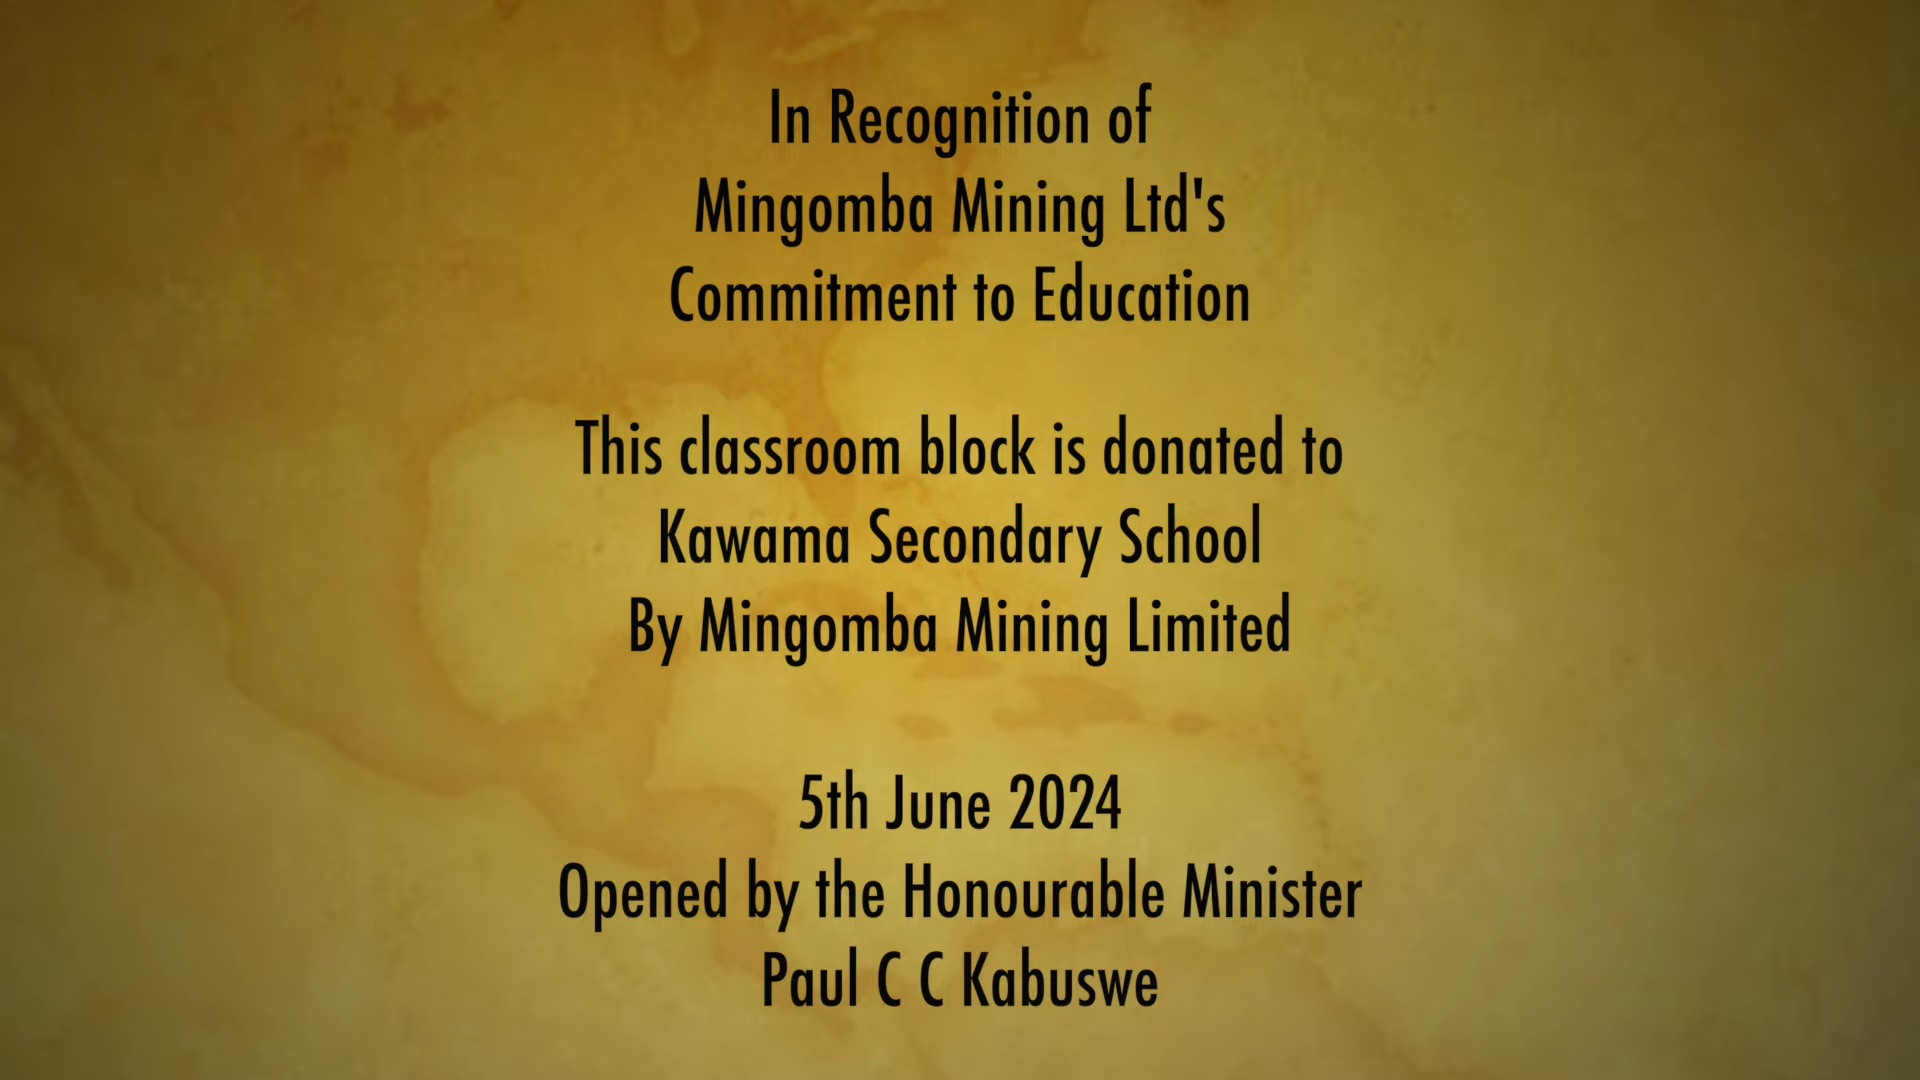 In Recognition of
Mingomba Mining Ltd's
Commitment to Education
This classroom block is donated to
Kawama Secondary School
By Mingomba Mining Limited
5th June 2024
Opened by the Honourable Minister
Paul C C Kabuswe